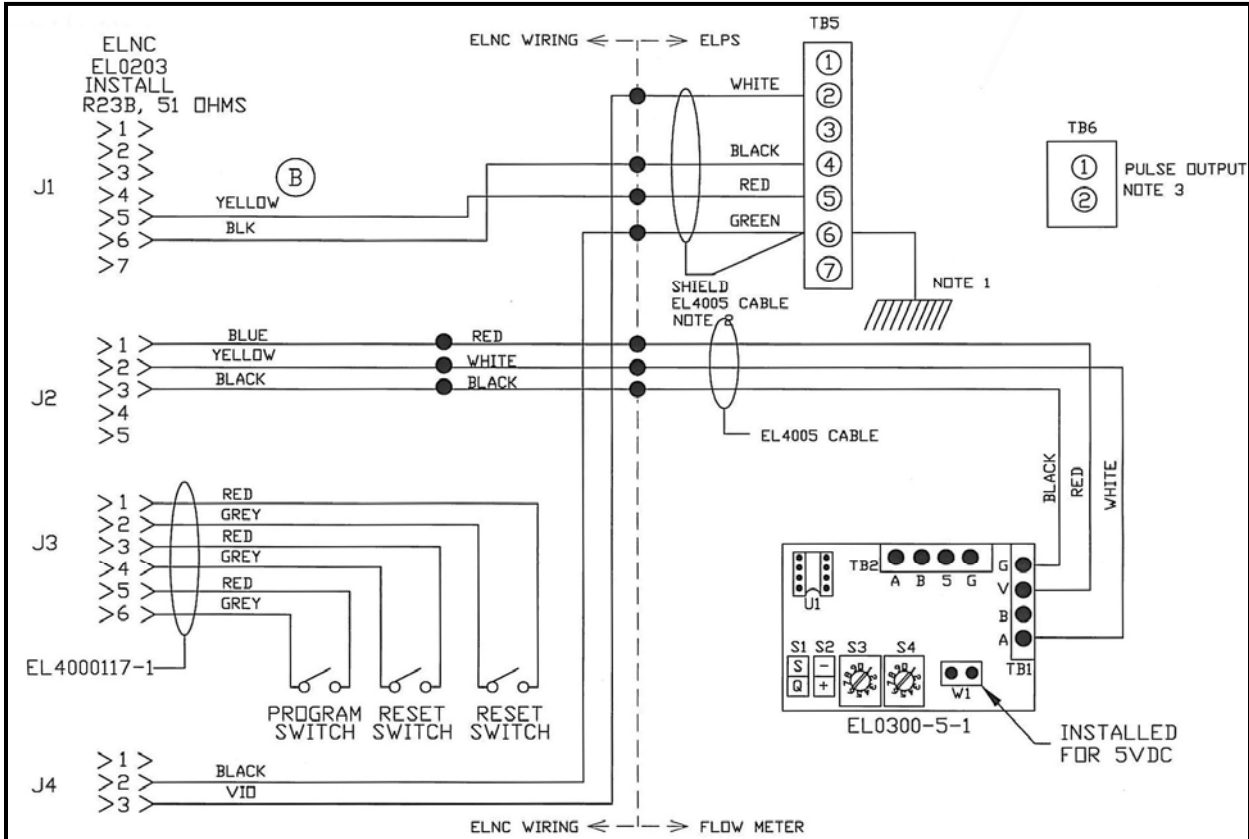 ELNC
EL0203
INSTALL
R23B, 51 OHMS
J1
>1 >
>2 >
>3 >
>4 >
>5 >
>6 >
>7
YELLOW
BLK
B
ELNC WIRING <- -> ELPS
WHITE
BLACK
RED
GREEN
TB5
1
2
3
4
5
6
7
SHIELD
EL4005 CABLE
NOTE 2
NOTE 1
TB6
1
2
PULSE OUTPUT
NOTE 3
J2
>1 >
>2 >
>3 >
>4
>5
BLUE
YELLOW
BLACK
RED
WHITE
BLACK
EL4005 CABLE
BLACK
RED
WHITE
J3
>1 >
>2 >
>3 >
>4 >
>5 >
>6 >
RED
GREY
RED
GREY
RED
GREY
EL4000117-1
PROGRAM SWITCH
RESET SWITCH
RESET SWITCH
TB2
A B 5 G
G
V
B
A
TB1
U1
S1 S2 S3 S4
S
Q
-
+
W1
EL0300-5-1
INSTALLED
FOR 5VDC
J4
>1 >
>2 >
>3 >
BLACK
VIO
ELNC WIRING <- -> FLOW METER